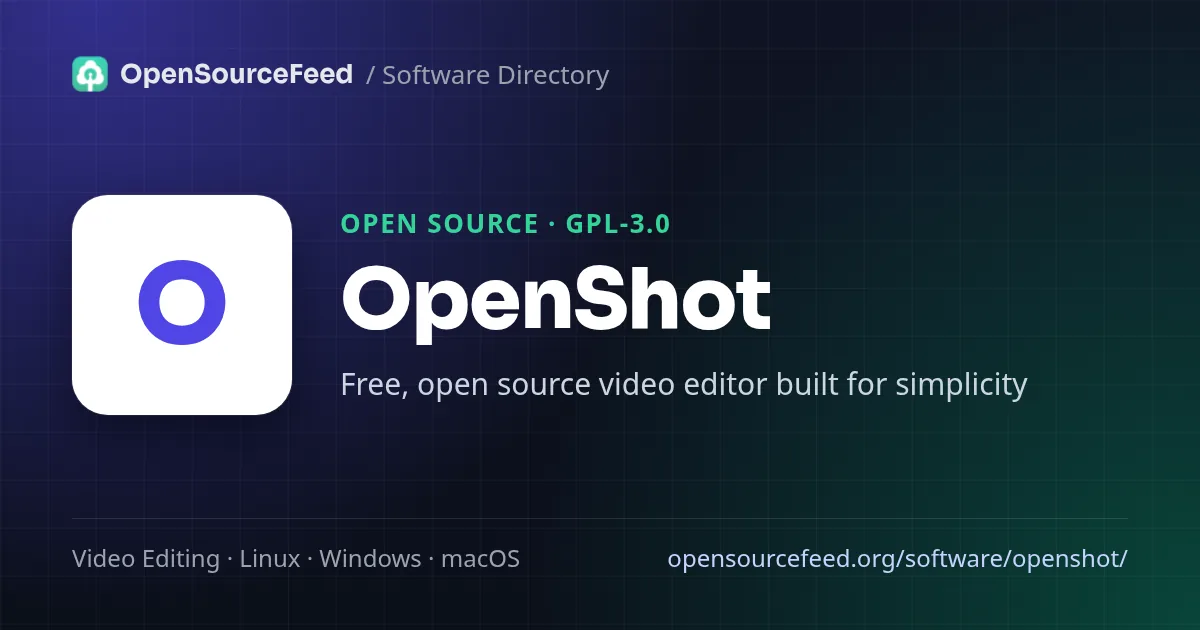 OpenSourceFeed / Software Directory
O
OPEN SOURCE · GPL-3.0
OpenShot
Free, open source video editor built for simplicity
Video Editing · Linux · Windows · macOS
opensourcefeed.org/software/openshot/